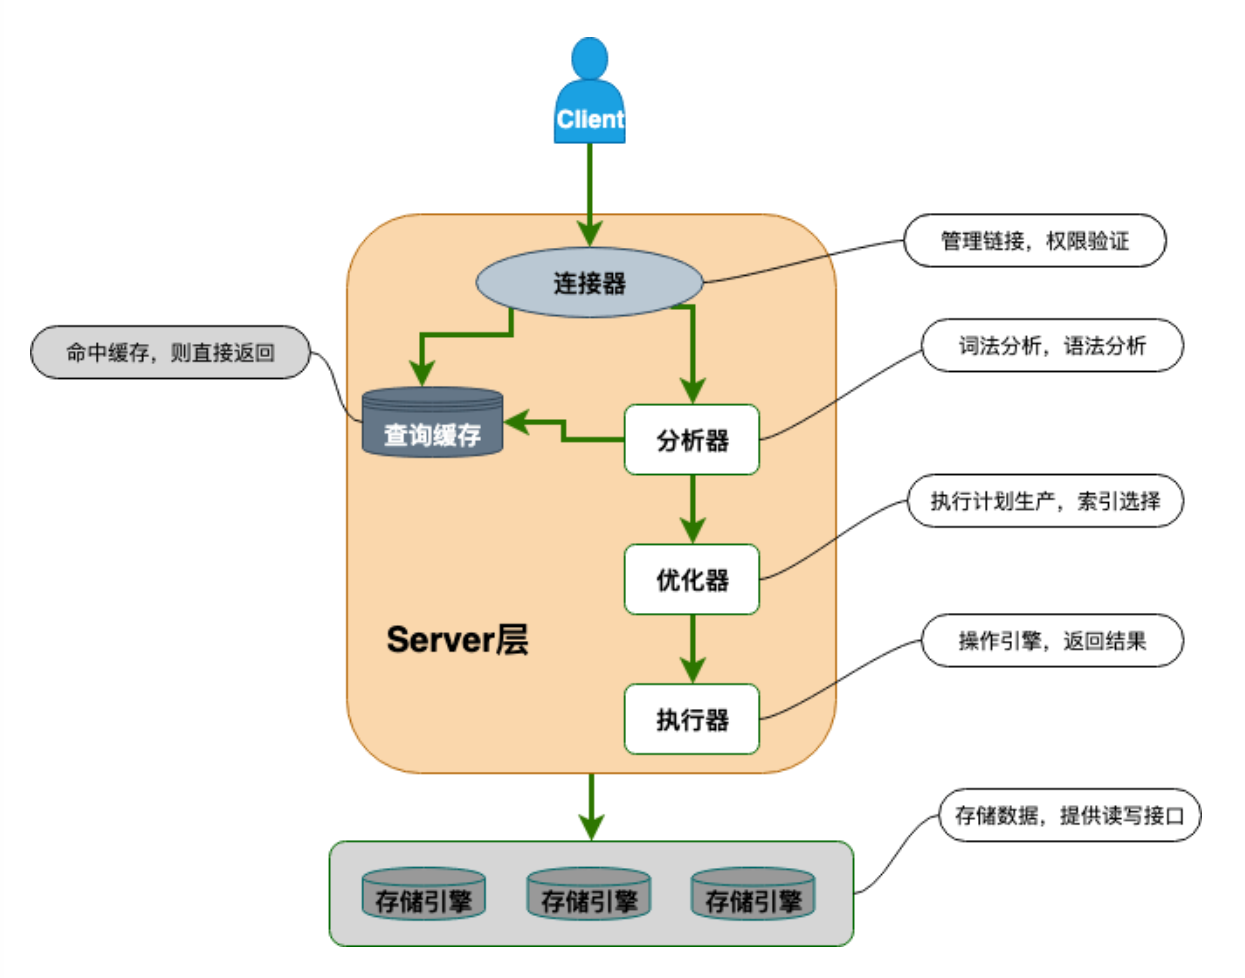 Client
管理链接，权限验证
连接器
词法分析，语法分析
命中缓存，则直接返回
查询缓存
分析器
执行计划生产，索引选择
优化器
Server层
操作引擎，返回结果
执行器
存储数据，提供读写接口
存储引擎
存储引擎
存储引擎